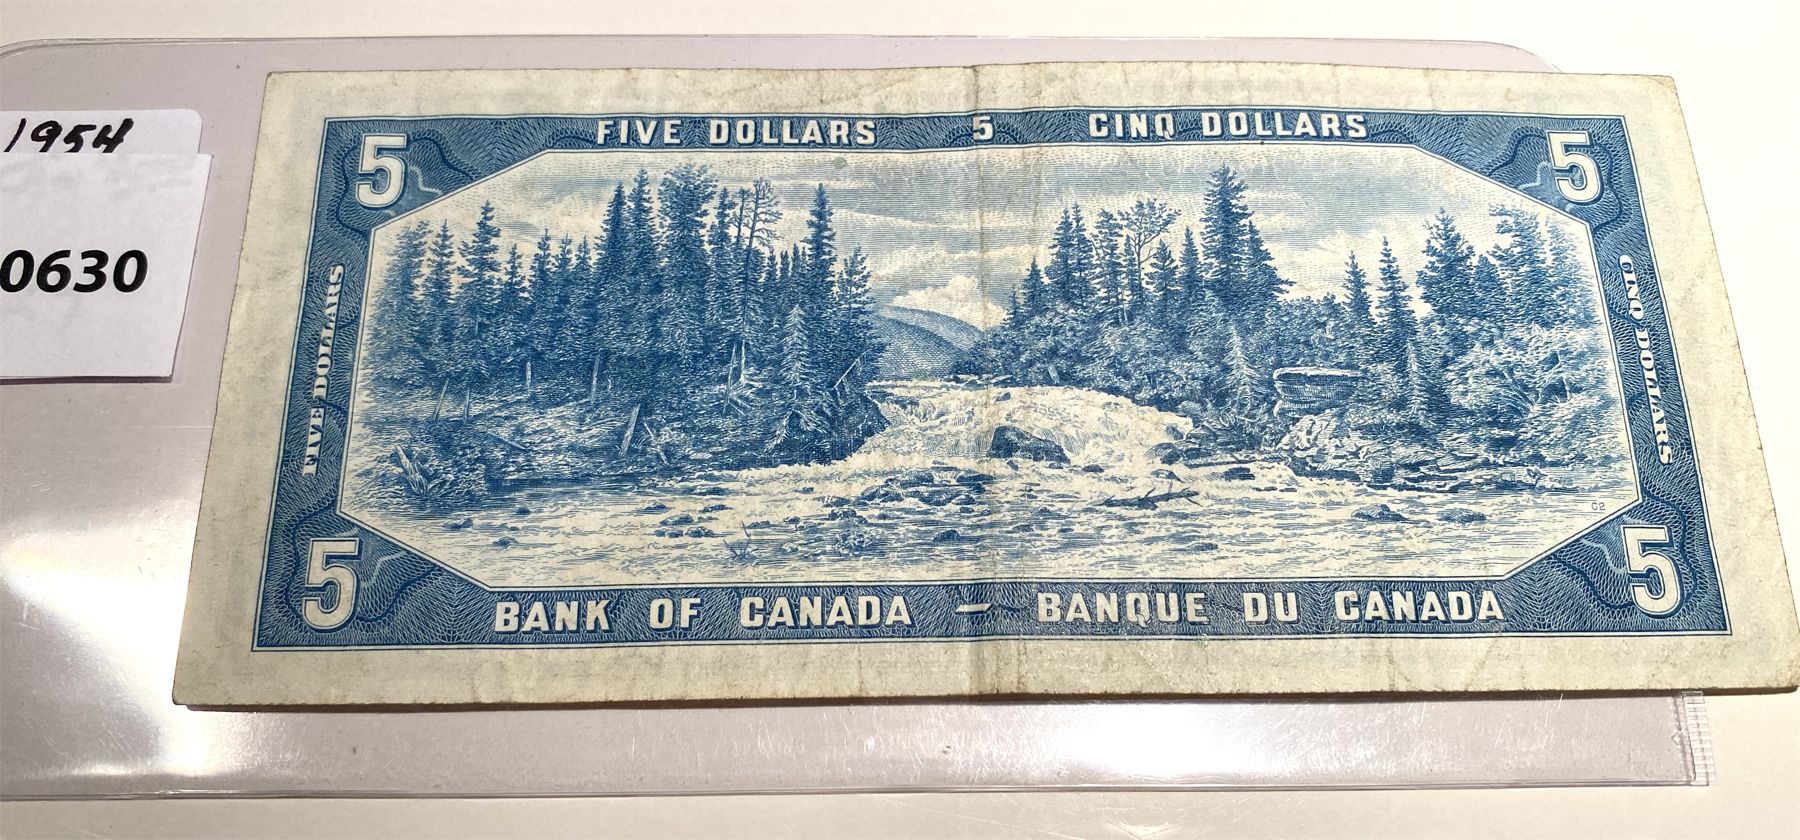 1954
0630
FIVE DOLLARS 5 CINQ DOLLARS
5 5
FIVE DOLLARS
CINQ DOLLARS
G2
5 5
BANK OF CANADA — BANQUE DU CANADA